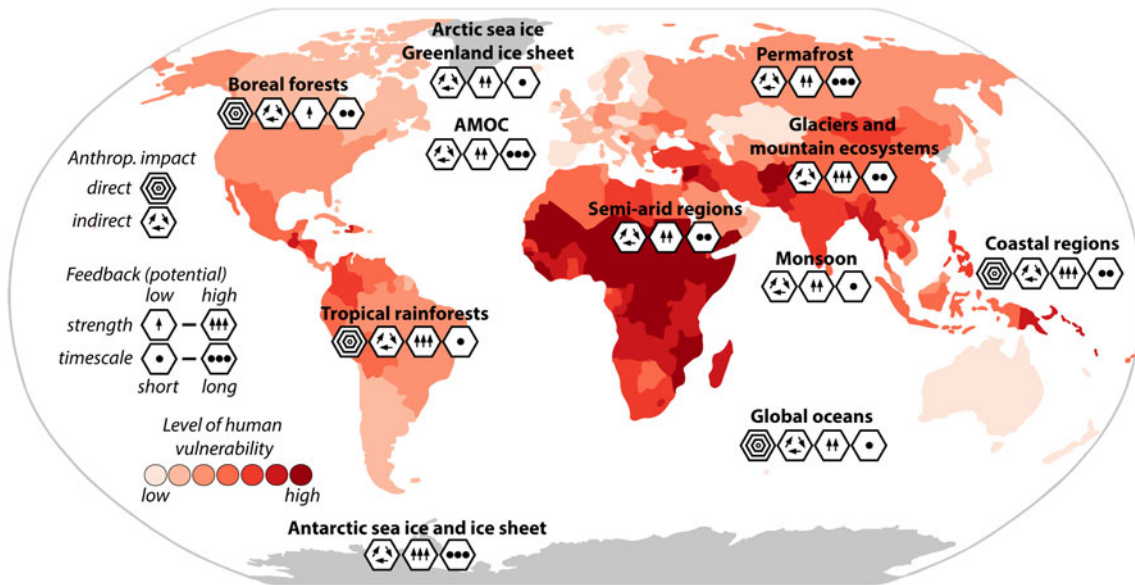 Arctic sea ice
Greenland ice sheet
Permafrost
Boreal forests
AMOC
Glaciers and
mountain ecosystems
Anthrop. impact
direct
indirect
Semi-arid regions
Coastal regions
Monsoon
Feedback (potential)
low high
strength
timescale
short long
Tropical rainforests
Level of human
vulnerability
low high
Global oceans
Antarctic sea ice and ice sheet